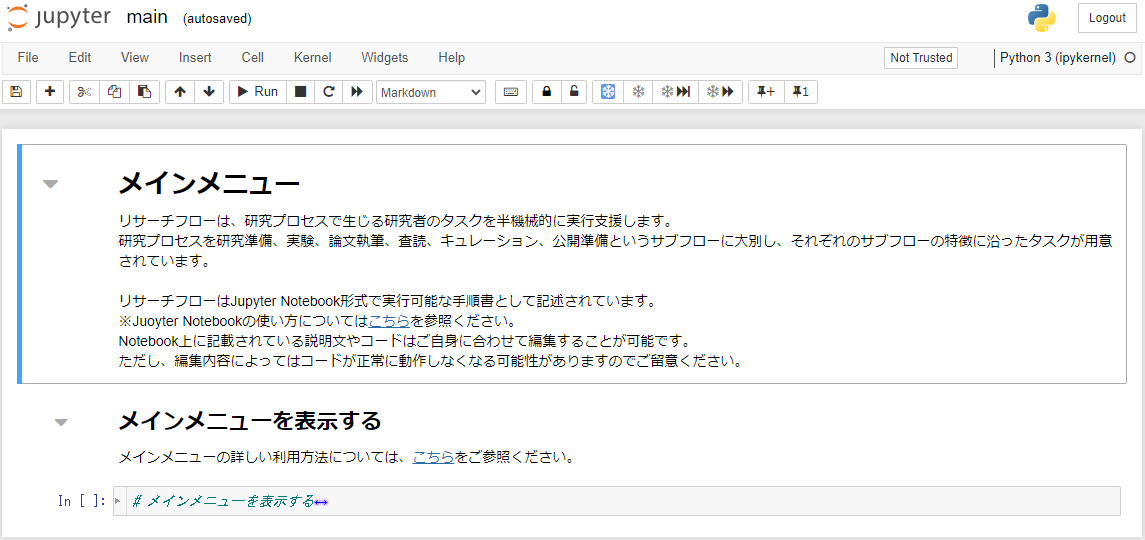 jupyter main (autosaved)
Logout
File Edit View Insert Cell Kernel Widgets Help
Not Trusted
Python 3 (ipykernel)
Run
Markdown
+
1
メインメニュー
リサーチフローは、研究プロセスで生じる研究者のタスクを半機械的に実行支援します。
研究プロセスを研究準備、実験、論文執筆、査読、キュレーション、公開準備というサブフローに大別し、それぞれのサブフローの特徴に沿ったタスクが用意
されています。
リサーチフローはJupyter Notebook形式で実行可能な手順書として記述されています。
※Juoyter Notebookの使い方についてはこちらを参照ください。
Notebook上に記載されている説明文やコードはご自身に合わせて編集することが可能です。
ただし、編集内容によってはコードが正常に動作しなくなる可能性がありますのでご留意ください。
メインメニューを表示する
メインメニューの詳しい利用方法については、こちらをご参照ください。
In [ ]:
# メインメニューを表示する↔